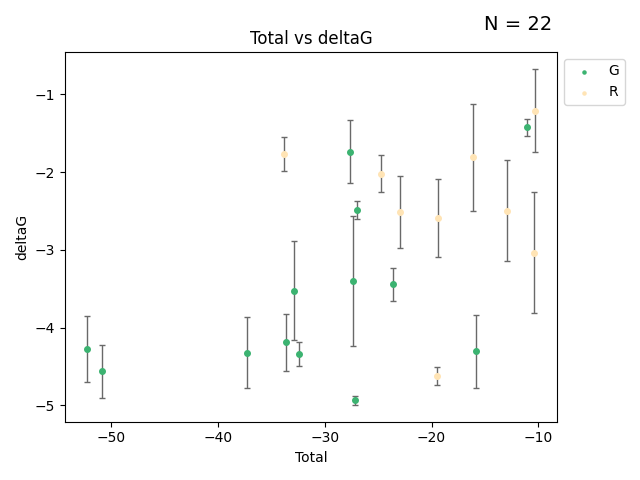 N = 22
Total vs deltaG
G
R
−1
−2
−3
−4
−5
deltaG
−50
−40
−30
−20
−10
Total